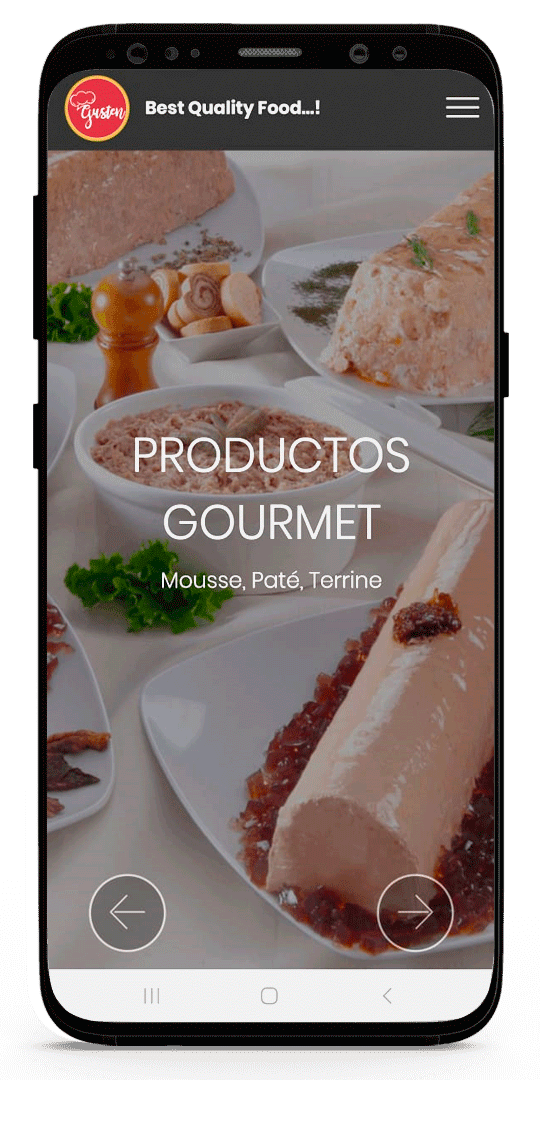 Gusten
Best Quality Food...!
PRODUCTOS
GOURMET
Mousse, Paté, Terrine